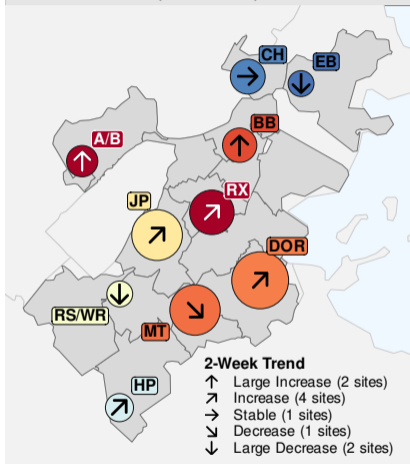 CH
EB
BB
A/B
RX
JP
DOR
RS/WR
MT
HP
2-Week Trend
↑ Large Increase (2 sites)
↗ Increase (4 sites)
→ Stable (1 sites)
↘ Decrease (1 sites)
↓ Large Decrease (2 sites)